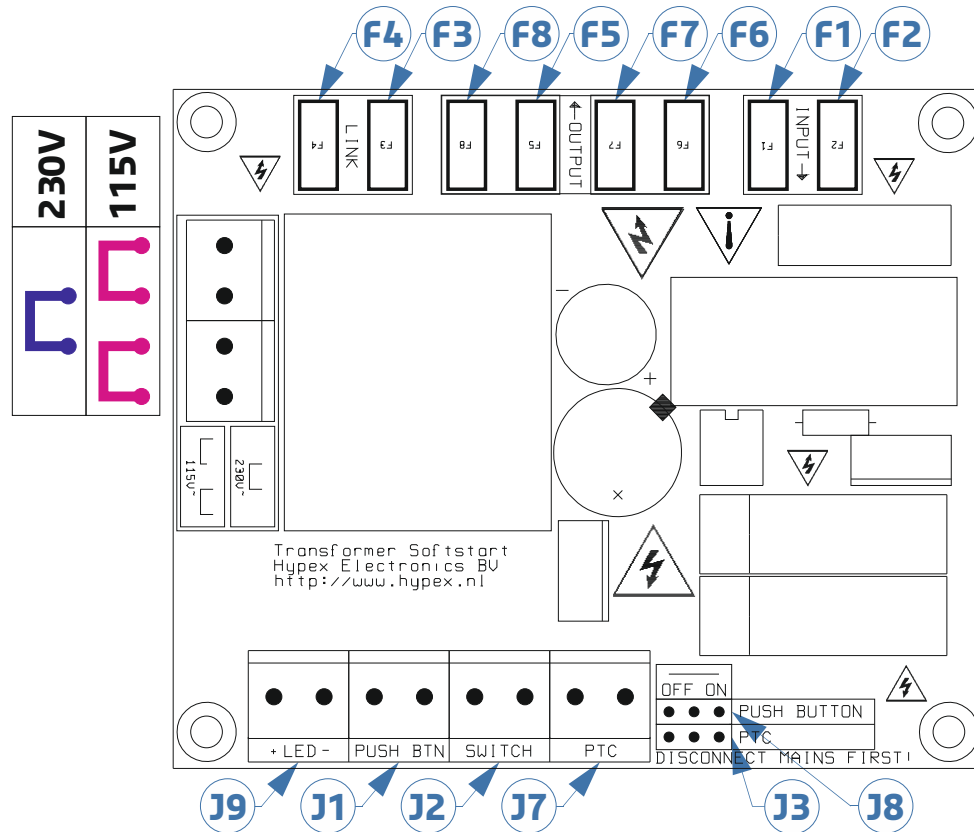 F4 F3 F8 F5 F7 F6 F1 F2
230V 115V
F4 LINK F3 F8 F5 ←OUTPUT F7 F6 F1 INPUT→ F2
-
+
115V~ 230V~
×
Transformer Softstart
Hypex Electronics BV
http://www.hypex.nl
OFF ON
PUSH BUTTON
PTC
+ LED - PUSH BTN SWITCH PTC
DISCONNECT MAINS FIRST!
J9 J1 J2 J7 J3 J8